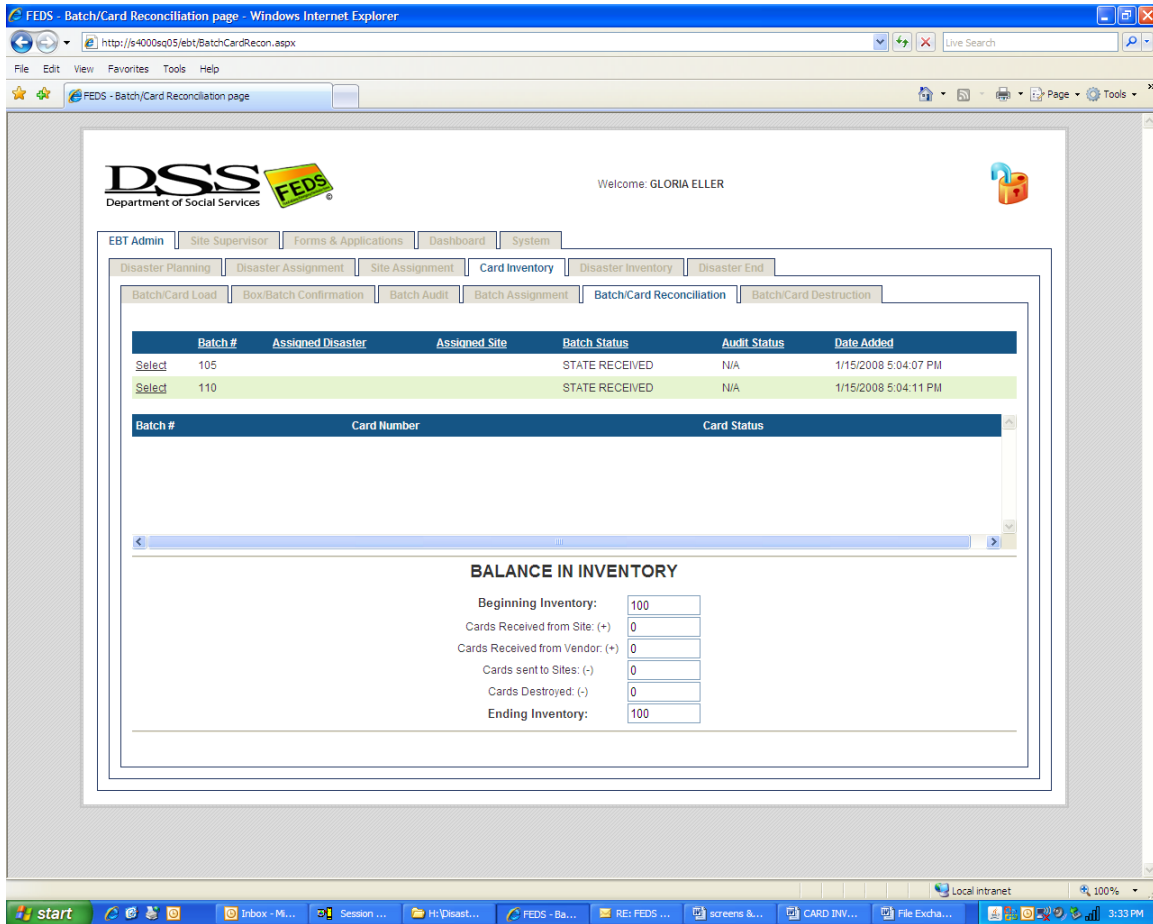 FEDS - Batch/Card Reconciliation page - Windows Internet Explorer
http://s4000sq05/ebt/BatchCardRecon.aspx Live Search
File Edit View Favorites Tools Help
FEDS - Batch/Card Reconciliation page Page Tools
DSS FEDS ©
Department of Social Services
Welcome: GLORIA ELLER
EBT Admin Site Supervisor Forms & Applications Dashboard System
Disaster Planning Disaster Assignment Site Assignment Card Inventory Disaster Inventory Disaster End
Batch/Card Load Box/Batch Confirmation Batch Audit Batch Assignment Batch/Card Reconciliation Batch/Card Destruction
Batch # Assigned Disaster Assigned Site Batch Status Audit Status Date Added
Select 105 STATE RECEIVED N/A 1/15/2008 5:04:07 PM
Select 110 STATE RECEIVED N/A 1/15/2008 5:04:11 PM
Batch # Card Number Card Status
BALANCE IN INVENTORY
Beginning Inventory: 100
Cards Received from Site: (+) 0
Cards Received from Vendor: (+) 0
Cards sent to Sites: (-) 0
Cards Destroyed: (-) 0
Ending Inventory: 100
Local intranet 100%
start Inbox - Mi... Session ... H:\Disast... FEDS - Ba... RE: FEDS ... screens &... CARD INV... File Excha... 3:33 PM